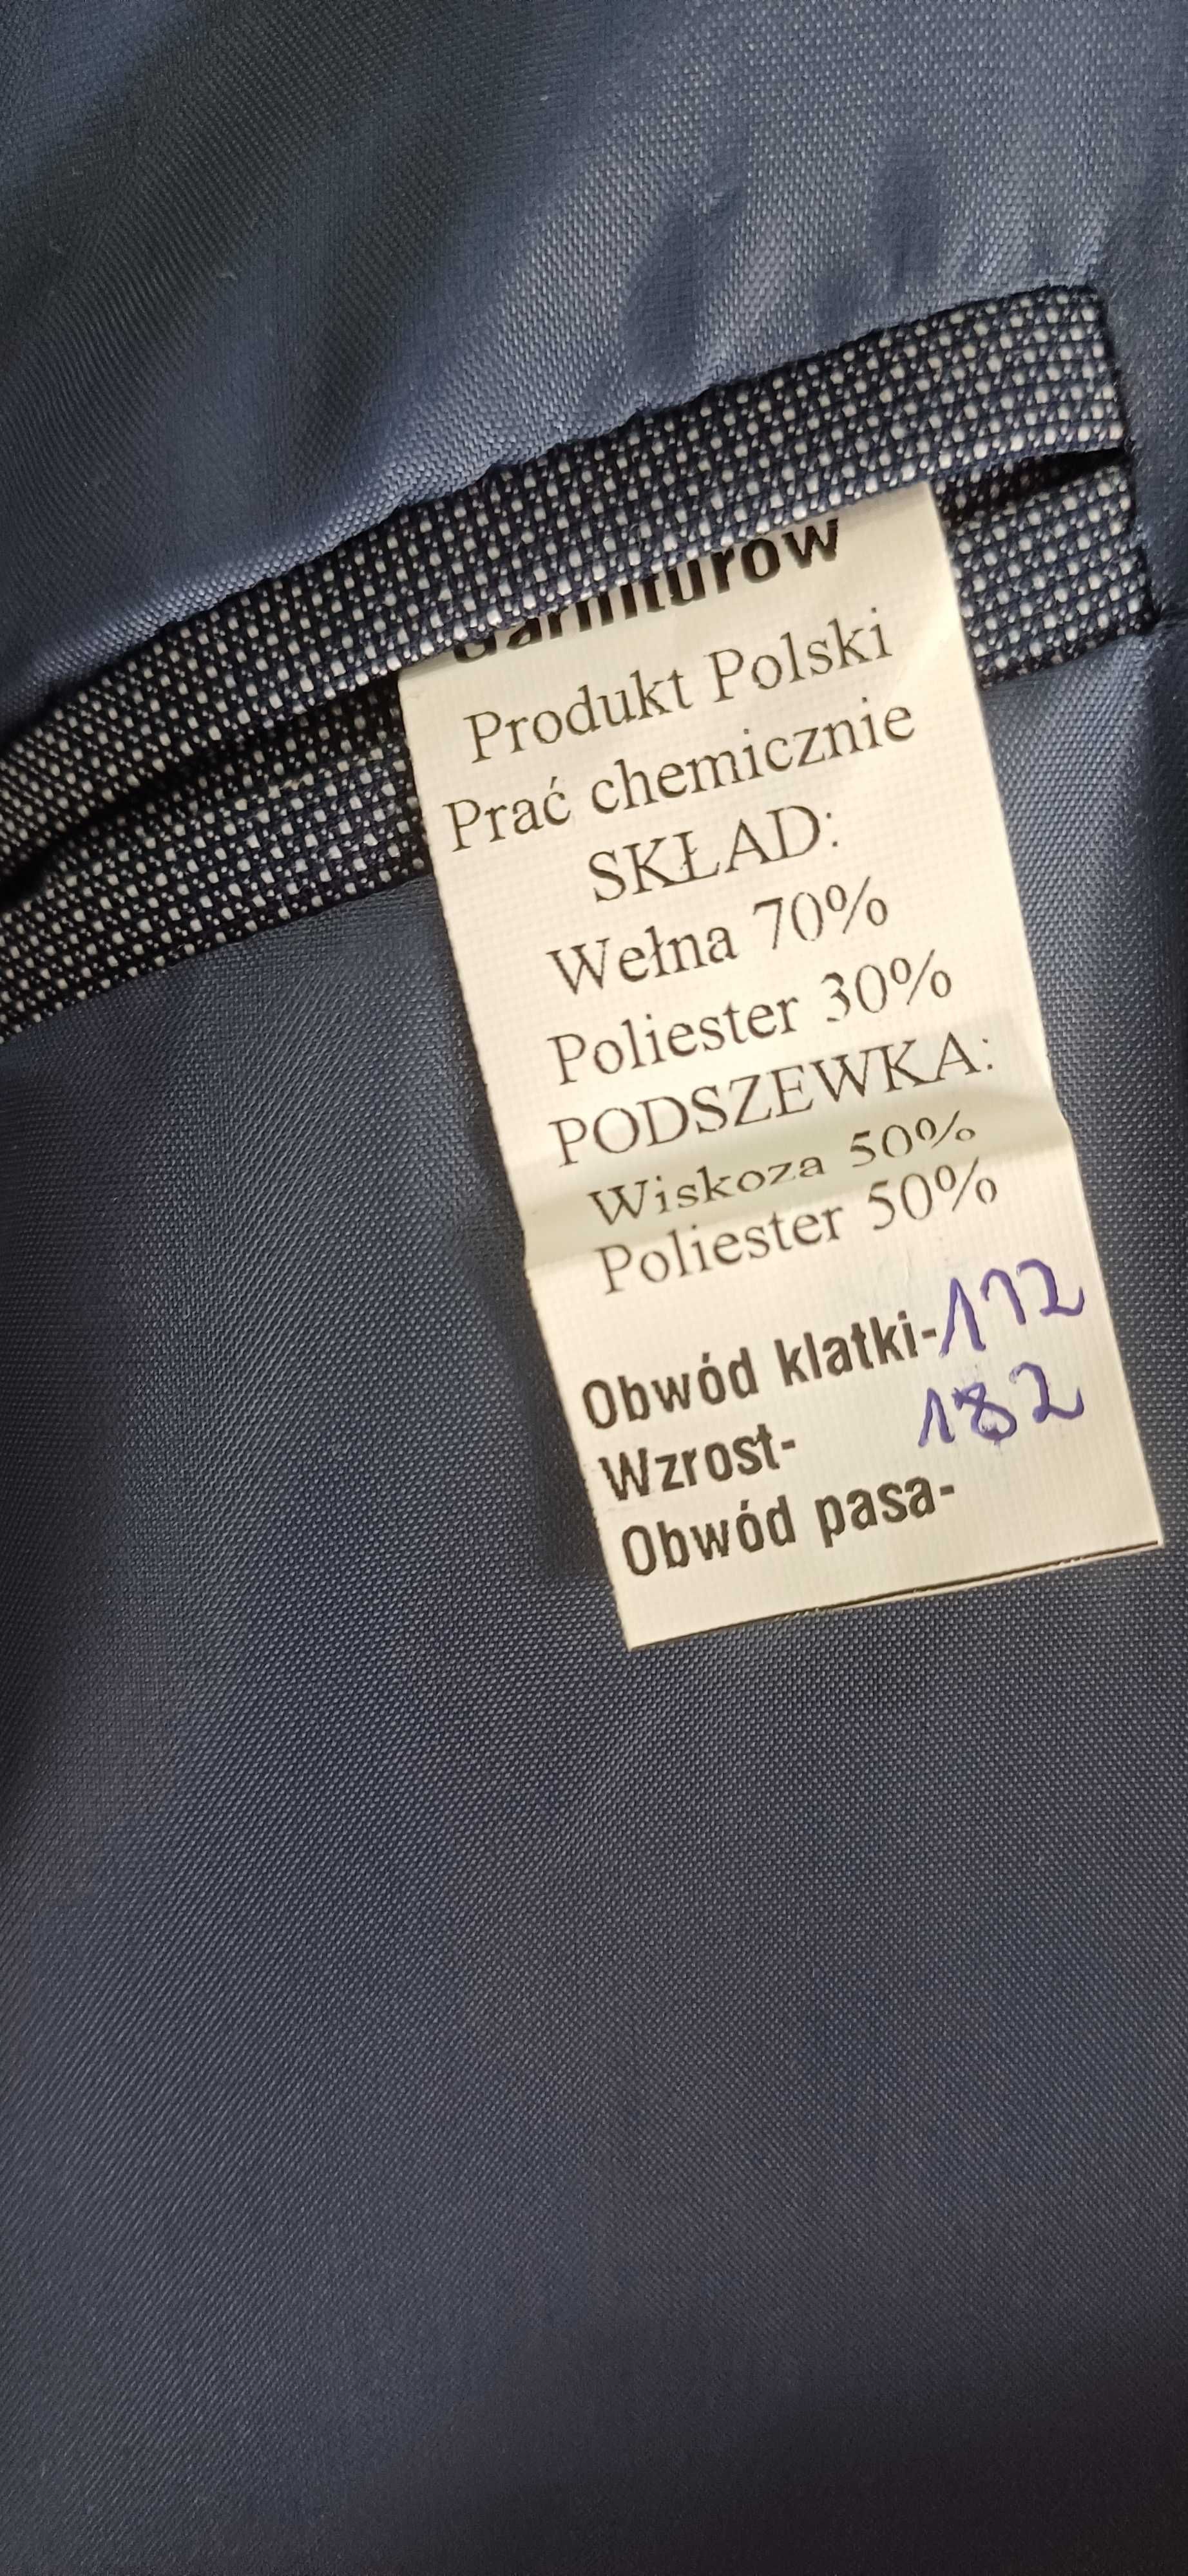 Garniturów
Produkt Polski
Prać chemicznie
SKŁAD:
Wełna 70%
Poliester 30%
PODSZEWKA:
Wiskoza 50%
Poliester 50%
Obwód klatki-112
Wzrost- 182
Obwód pasa-